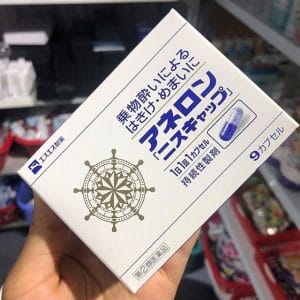 乗物酔いによる
はきけ・めまいに
アネロン
「ニスキャップ」
1日1回1カプセル
持続性製剤
9カプセル
エスエス製薬
指定第②類医薬品